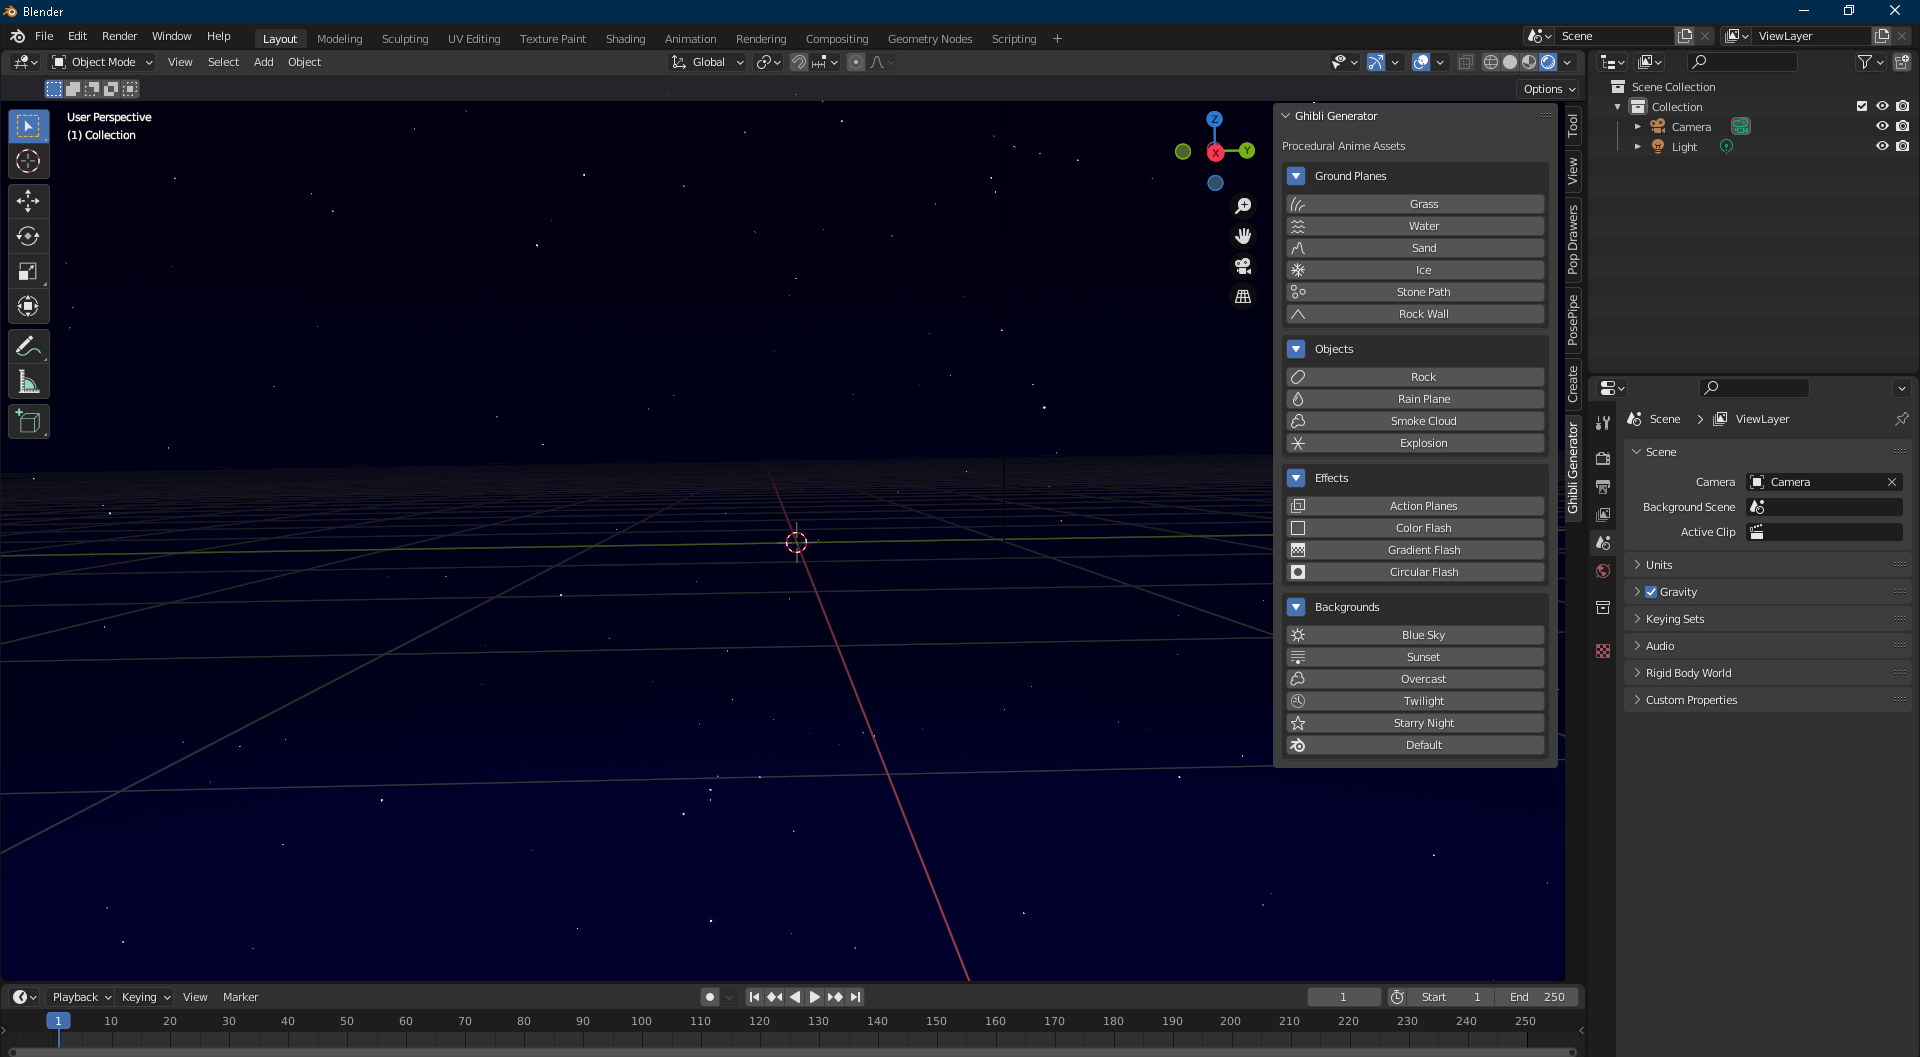 Blender
File Edit Render Window Help Layout Modeling Sculpting UV Editing Texture Paint Shading Animation Rendering Compositing Geometry Nodes Scripting + Scene ViewLayer
Object Mode View Select Add Object Global
Options
User Perspective
(1) Collection
Z
X
Y
Ghibli Generator
Procedural Anime Assets
Ground Planes
Grass
Water
Sand
Ice
Stone Path
Rock Wall
Objects
Rock
Rain Plane
Smoke Cloud
Explosion
Effects
Action Planes
Color Flash
Gradient Flash
Circular Flash
Backgrounds
Blue Sky
Sunset
Overcast
Twilight
Starry Night
Default
Tool
View
Pop Drawers
PosePipe
Create
Ghibli Generator
Scene Collection
Collection
Camera
Light
Scene ViewLayer
Scene
Camera Camera
Background Scene
Active Clip
Units
Gravity
Keying Sets
Audio
Rigid Body World
Custom Properties
Playback Keying View Marker 1 Start 1 End 250
1 10 20 30 40 50 60 70 80 90 100 110 120 130 140 150 160 170 180 190 200 210 220 230 240 250